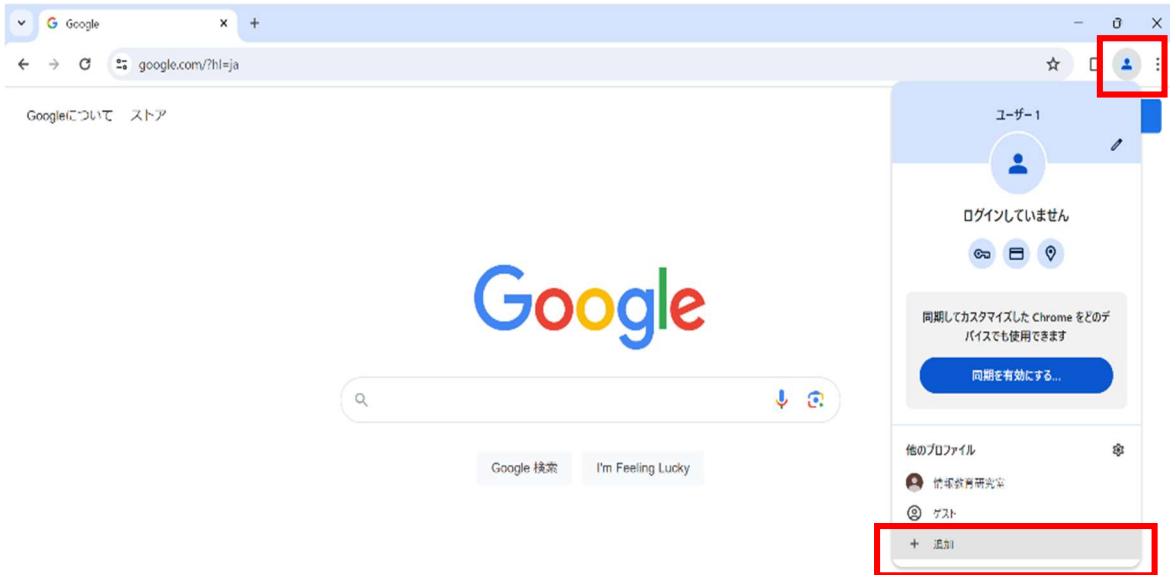 Google
google.com/?hl=ja
Googleについて ストア
Google
Google 検索 I'm Feeling Lucky
ユーザー 1
ログインしていません
同期してカスタマイズした Chrome をどのデ
バイスでも使用できます
同期を有効にする...
他のプロファイル
情報教育研究室
ゲスト
追加